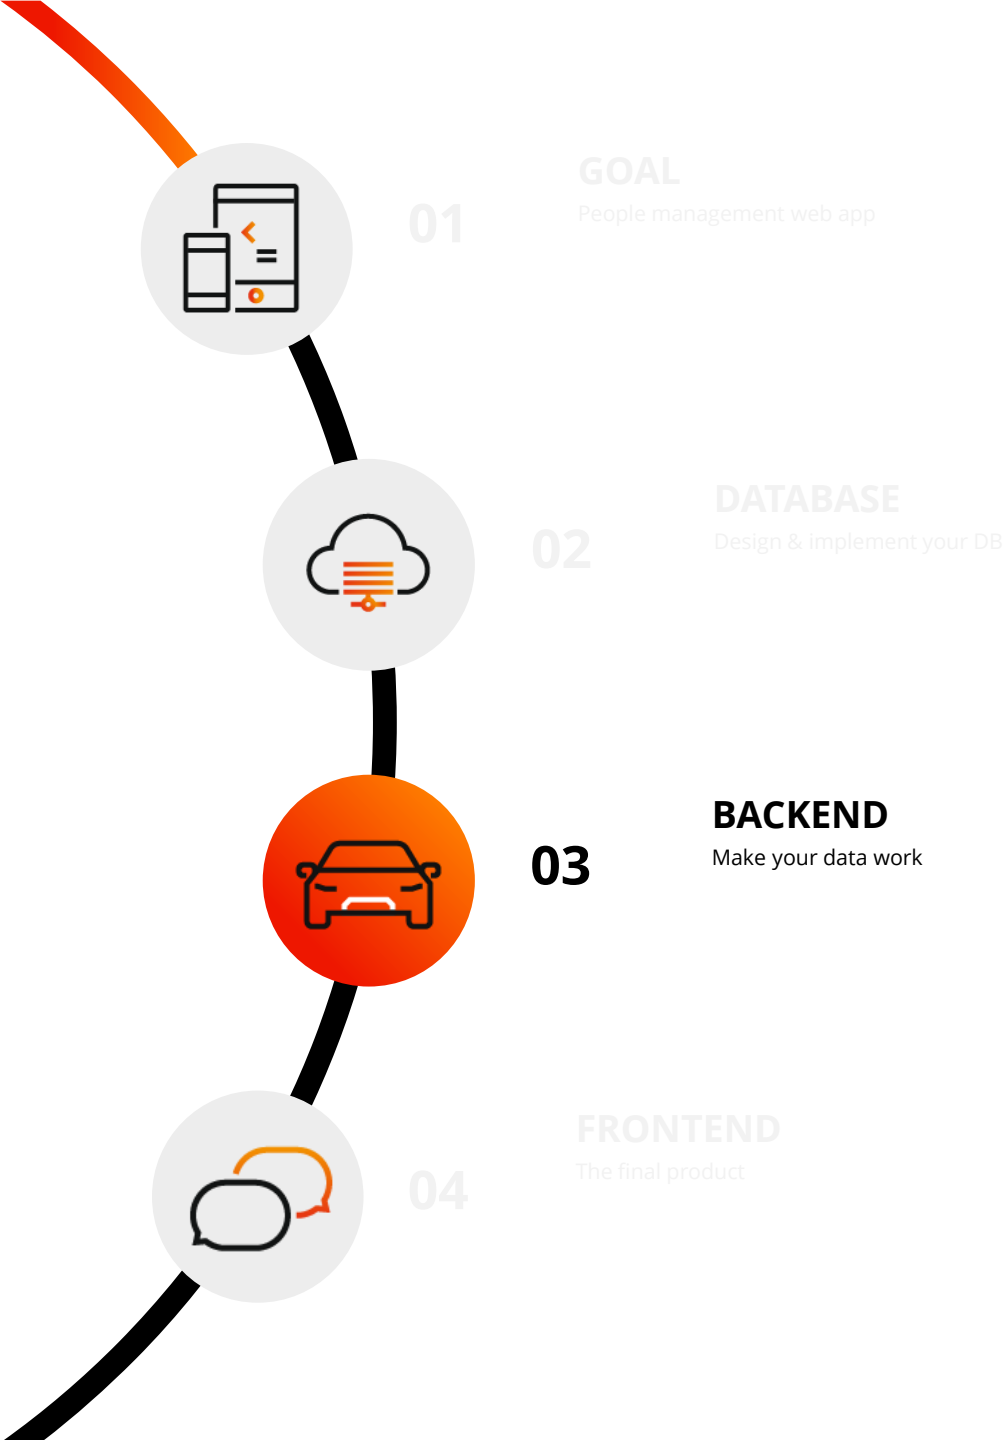 01
GOAL
People management web app
02
DATABASE
Design & implement your DB
03
BACKEND
Make your data work
04
FRONTEND
The final product